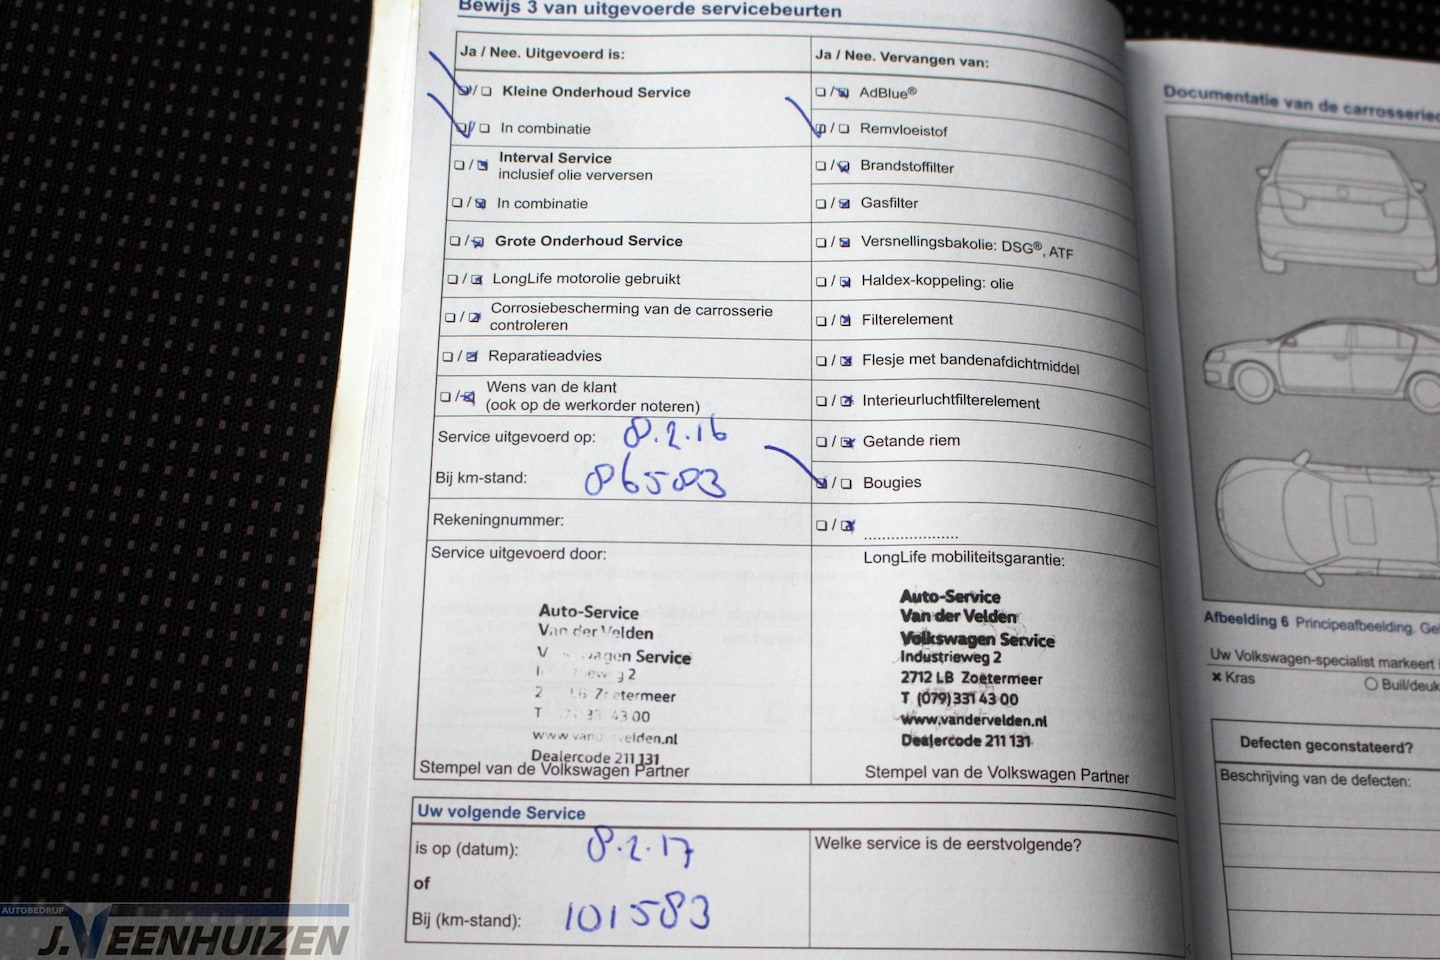 Bewijs 3 van uitgevoerde servicebeurten
Ja / Nee. Uitgevoerd is:
Kleine Onderhoud Service
In combinatie
Interval Service
inclusief olie verversen
In combinatie
Grote Onderhoud Service
LongLife motorolie gebruikt
Corrosiebescherming van de carrosserie
controleren
Reparatieadvies
Wens van de klant
(ook op de werkorder noteren)
Service uitgevoerd op: 8.2.16
Bij km-stand: 86583
Rekeningnummer:
Service uitgevoerd door:
Auto-Service
Van der Velden
Service
2
Zoetermeer
T 43 00
Dealercode 211 131
Stempel van de Volkswagen Partner
Ja / Nee. Vervangen van:
AdBlue®
Remvloeistof
Brandstoffilter
Gasfilter
Versnellingsbakolie: DSG®, ATF
Haldex-koppeling: olie
Filterelement
Flesje met bandenafdichtmiddel
Interieurluchtfilterelement
Getande riem
Bougies
.....................
LongLife mobiliteitsgarantie:
Auto-Service
Van der Velden
Volkswagen Service
Industrieweg 2
2712 LB Zoetermeer
T (079) 331 43 00
www.vandervelden.nl
Dealercode 211 131
Stempel van de Volkswagen Partner
Uw volgende Service
is op (datum): 8.2.17
of
Bij (km-stand): 101583
Welke service is de eerstvolgende?
Documentatie van de
Afbeelding 6 Principeafbeelding.
Uw Volkswagen-specialist markeert
× Kras
Buil/deuk
Defecten geconstateerd?
Beschrijving van de defecten:
AUTOBEDRIJF
J.VEENHUIZEN